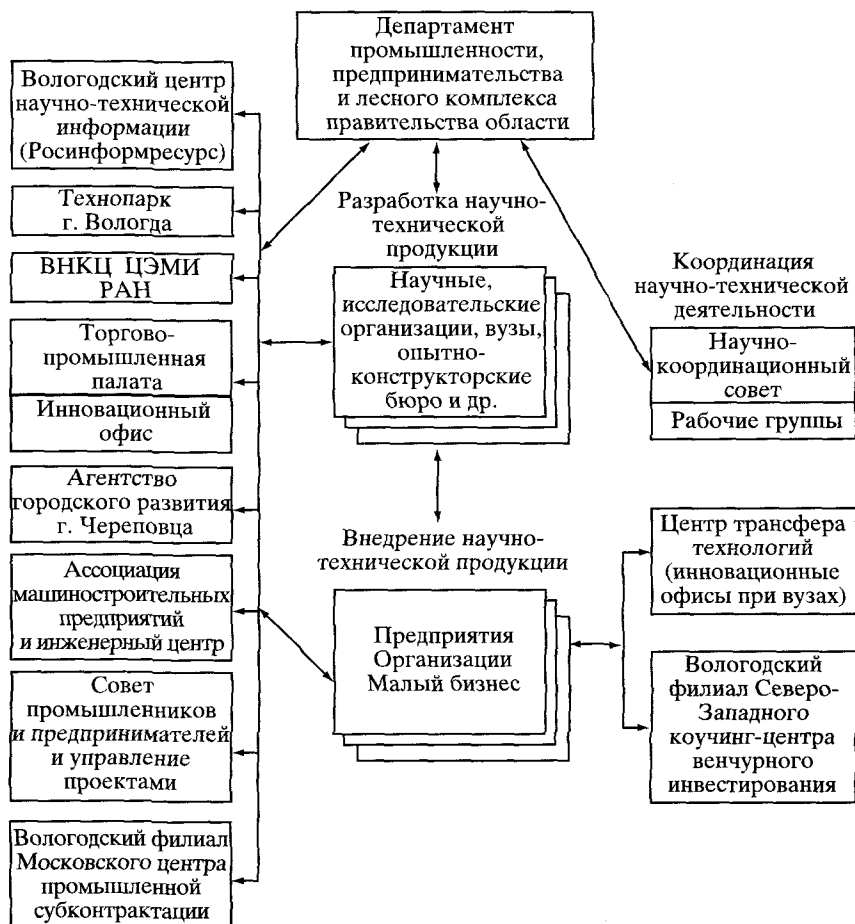 Департамент
промышленности,
предпринимательства
и лесного комплекса
правительства области
Вологодский центр
научно-технической
информации
(Росинформресурс)
Технопарк
г. Вологда
ВНКЦ ЦЭМИ
РАН
Торгово-
промышленная
палата
Инновационный
офис
Агентство
городского развития
г. Череповца
Ассоциация
машиностроительных
предприятий
и инженерный центр
Совет
промышленников
и предпринимателей
и управление
проектами
Вологодский филиал
Московского центра
промышленной
субконтрактации
Разработка научно-
технической
продукции
Научные,
исследовательские
организации, вузы,
опытно-
конструкторские
бюро и др.
Внедрение научно-
технической продукции
Предприятия
Организации
Малый бизнес
Координация
научно-технической
деятельности
Научно-
координационный
совет
Рабочие группы
Центр трансфера
технологий
(инновационные
офисы при вузах)
Вологодский
филиал Северо-
Западного
коучинг-центра
венчурного
инвестирования